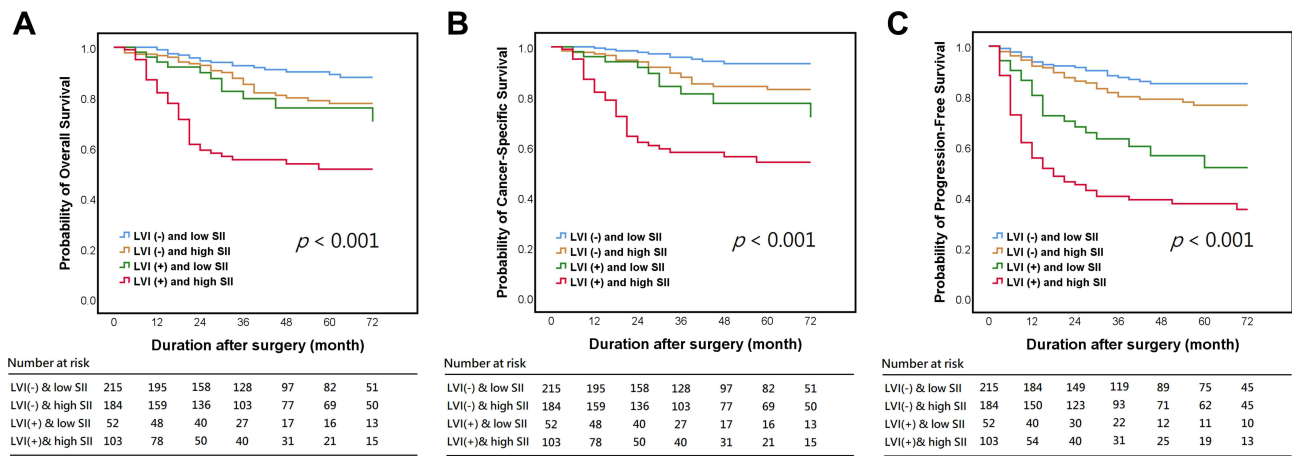 A
Probability of Overall Survival
1.0
0.8
0.6
0.4
0.2
0.0
LVI (-) and low SII
LVI (-) and high SII
LVI (+) and low SII
LVI (+) and high SII
p < 0.001
0 12 24 36 48 60 72
Duration after surgery (month)
Number at risk
LVI(-) & low SII 215 195 158 128 97 82 51
LVI(-) & high SII 184 159 136 103 77 69 50
LVI(+) & low SII 52 48 40 27 17 16 13
LVI(+)& high SII 103 78 50 40 31 21 15
B
Probability of Cancer-Specific Survival
1.0
0.8
0.6
0.4
0.2
0.0
LVI (-) and low SII
LVI (-) and high SII
LVI (+) and low SII
LVI (+) and high SII
p < 0.001
0 12 24 36 48 60 72
Duration after surgery (month)
Number at risk
LVI(-) & low SII 215 195 158 128 97 82 51
LVI(-) & high SII 184 159 136 103 77 69 50
LVI(+) & low SII 52 48 40 27 17 16 13
LVI(+)& high SII 103 78 50 40 31 21 15
C
Probability of Progression-Free Survival
1.0
0.8
0.6
0.4
0.2
0.0
LVI (-) and low SII
LVI (-) and high SII
LVI (+) and low SII
LVI (+) and high SII
p < 0.001
0 12 24 36 48 60 72
Duration after surgery (month)
Number at risk
LVI(-) & low SII 215 184 149 119 89 75 45
LVI(-) & high SII 184 150 123 93 71 62 45
LVI(+) & low SII 52 40 30 22 12 11 10
LVI(+)& high SII 103 54 40 31 25 19 13